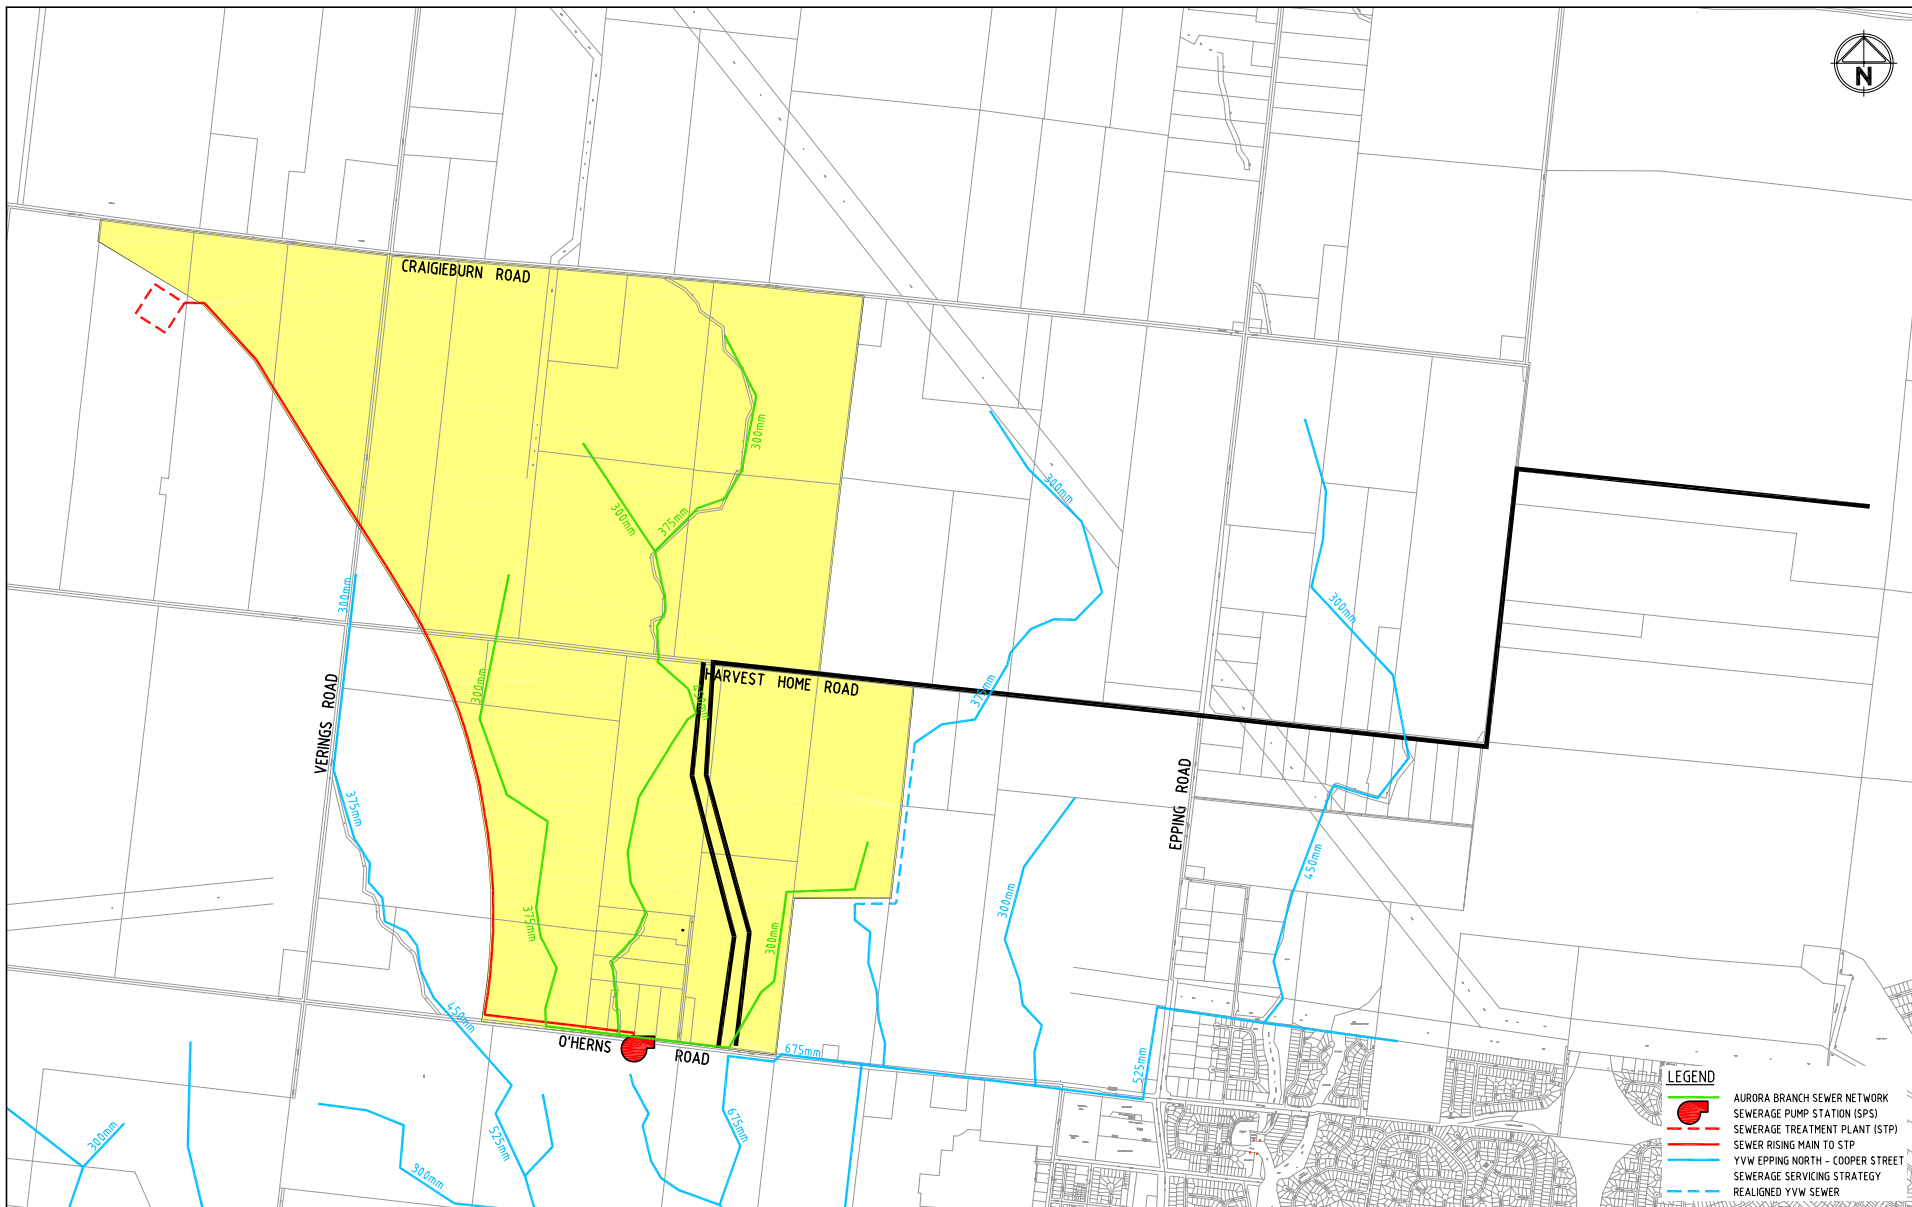 N
CRAIGIEBURN ROAD
300mm
300mm
375mm
300mm
300mm
300mm
300mm
VERINGS ROAD
HARVEST HOME ROAD
450mm
375mm
EPPING ROAD
375mm
375mm
300mm
300mm
450mm
450mm
O'HERNS ROAD
675mm
525mm
675mm
525mm
300mm
300mm
LEGEND
AURORA BRANCH SEWER NETWORK
SEWERAGE PUMP STATION (SPS)
SEWERAGE TREATMENT PLANT (STP)
SEWER RISING MAIN TO STP
YVW EPPING NORTH - COOPER STREET
SEWERAGE SERVICING STRATEGY
REALIGNED YVW SEWER